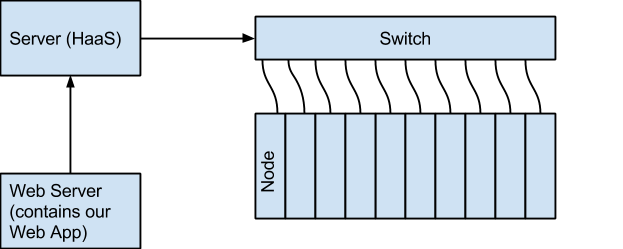 Server (HaaS)
Switch
Node
Web Server
(contains our
Web App)